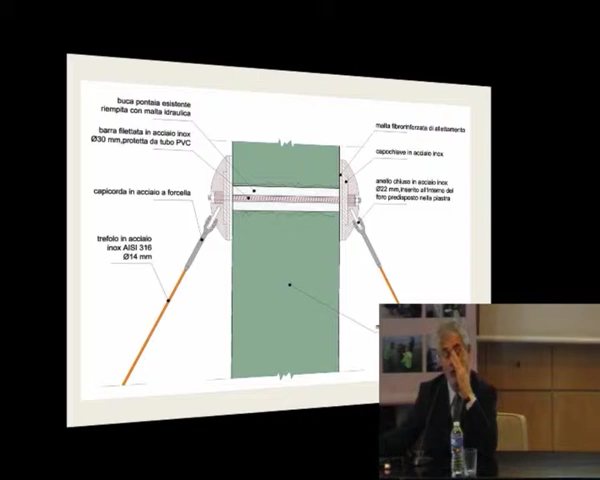 buca pontaia esistente
riempita con malta idraulica
barra filettata in acciaio inox
Ø30 mm,protetta da tubo PVC
capicorda in acciaio a forcella
trefolo in acciaio
inox AISI 316
Ø14 mm
malta fibrorinforzata di allettamento
capochiave in acciaio inox
anello chiuso in acciaio inox
Ø22 mm,inserito all'interno del
foro predisposto nella piastra